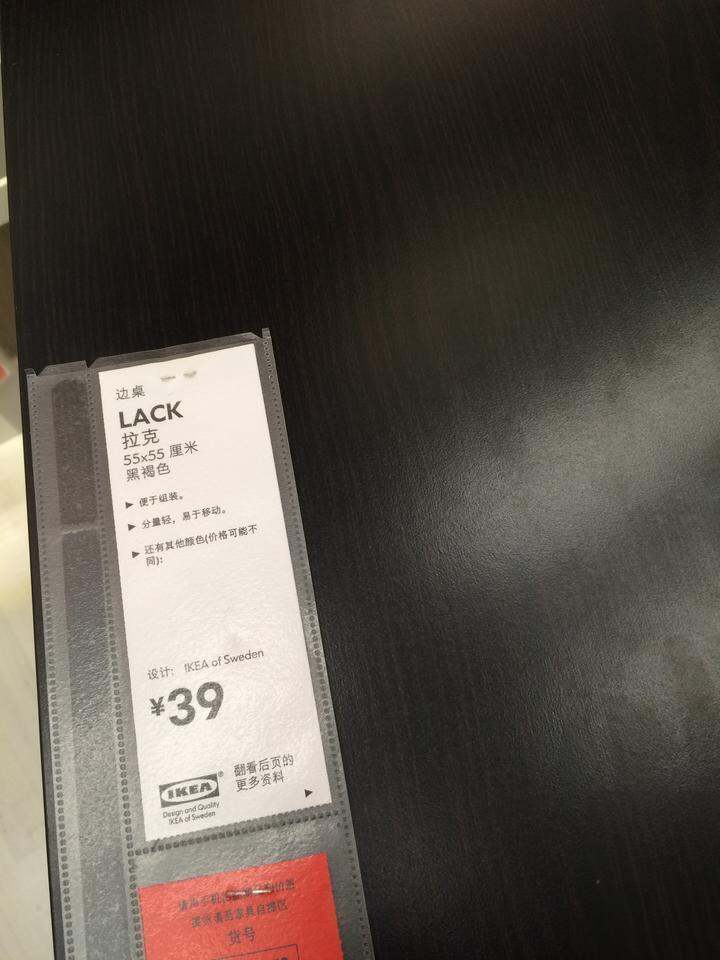 边桌
LACK
拉克
55x55 厘米
黑褐色
▶ 便于组装。
▶ 分量轻，易于移动。
▶ 还有其他颜色(价格可能不
同):
设计: IKEA of Sweden
¥39
IKEA®
Design and Quality
IKEA of Sweden
翻看后页的
更多资料
▶
货号